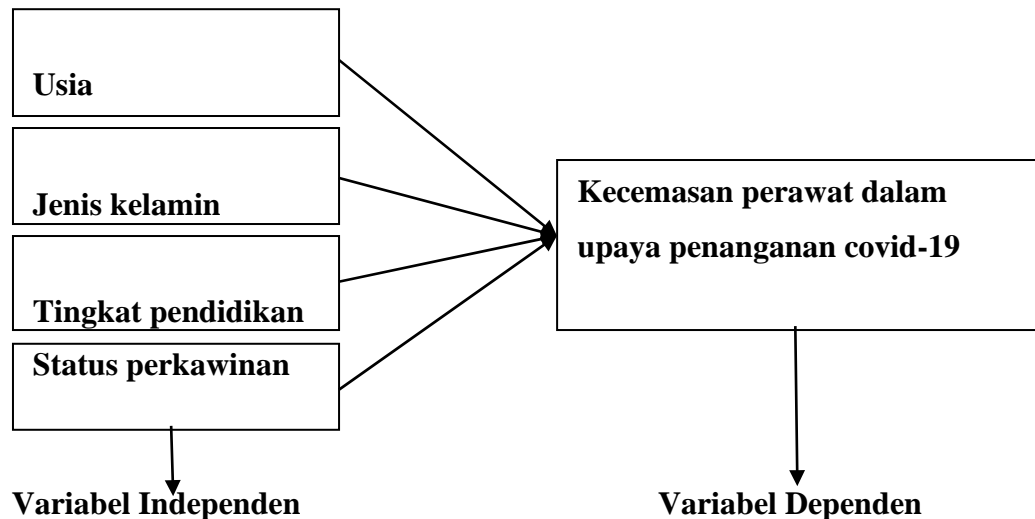 Usia
Jenis kelamin
Tingkat pendidikan
Status perkawinan
Kecemasan perawat dalam
upaya penanganan covid-19
Variabel Independen
Variabel Dependen